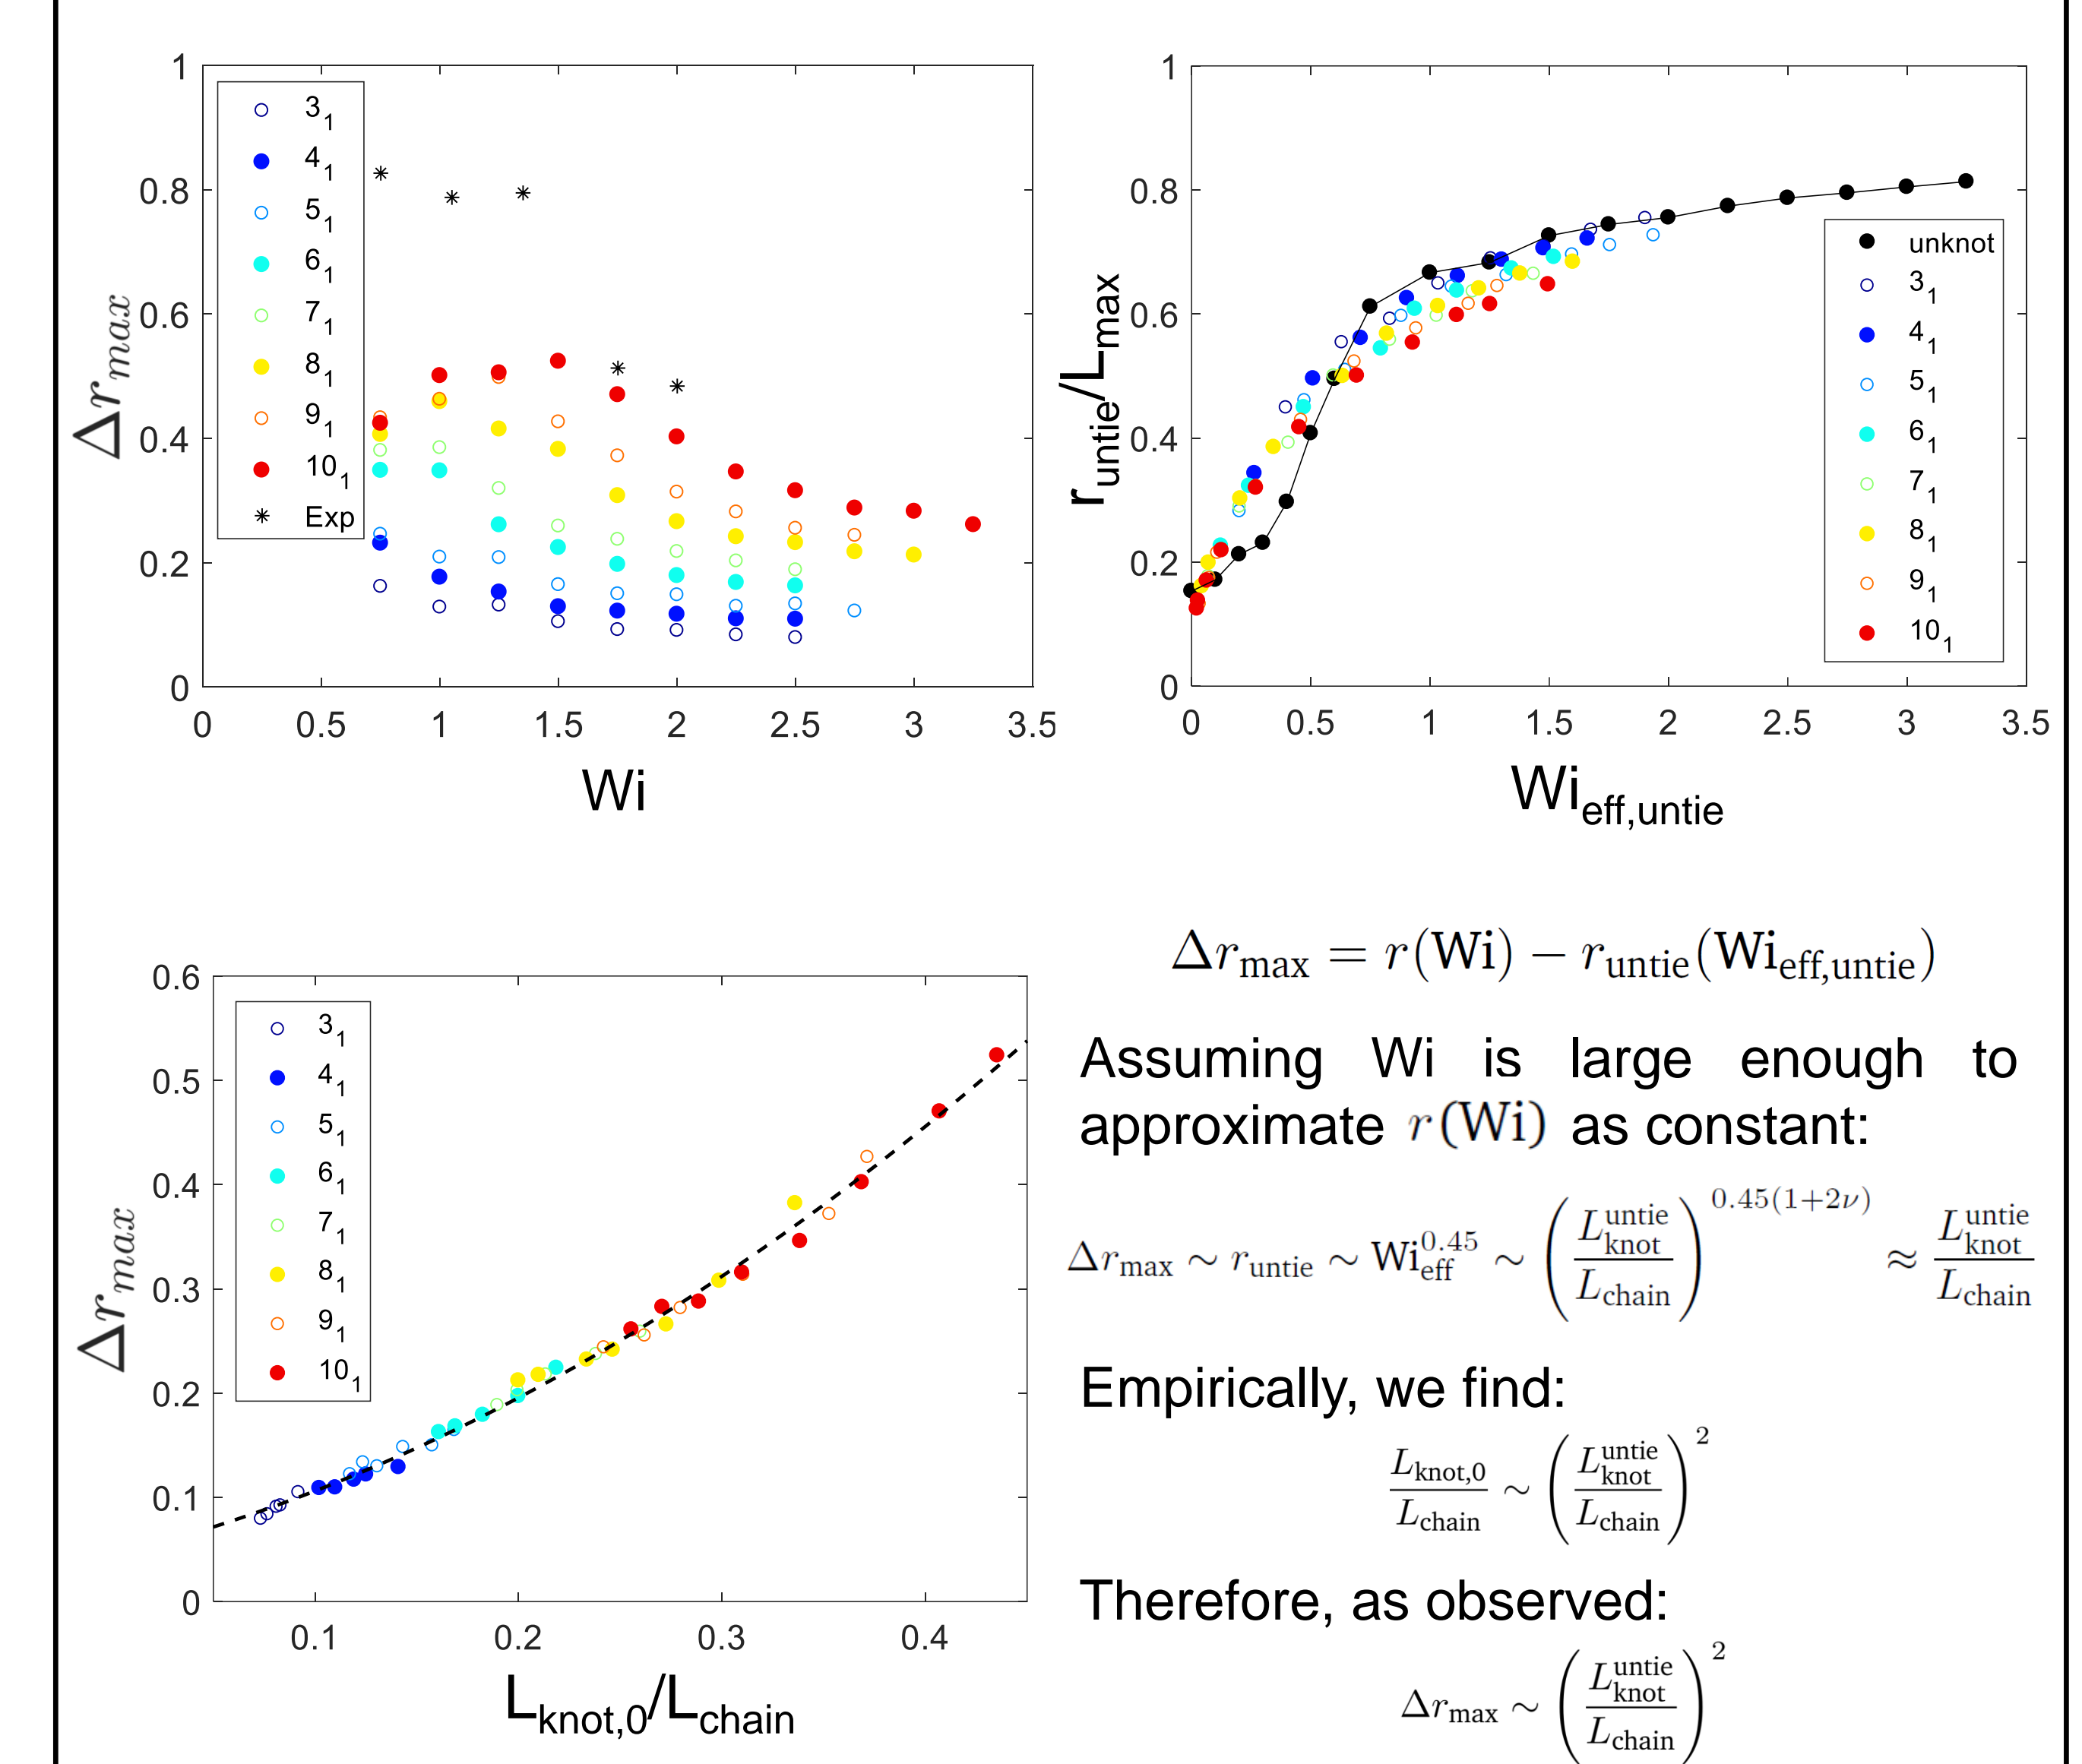 1
0.8
0.6
0.4
0.2
0
Δr_max
3_1
4_1
5_1
6_1
7_1
8_1
9_1
10_1
Exp
0 0.5 1 1.5 2 2.5 3 3.5
Wi
1
0.8
0.6
0.4
0.2
0
r_untie/L_max
unknot
3_1
4_1
5_1
6_1
7_1
8_1
9_1
10_1
0 0.5 1 1.5 2 2.5 3 3.5
Wi_eff,untie
0.6
0.5
0.4
0.3
0.2
0.1
0
Δr_max
3_1
4_1
5_1
6_1
7_1
8_1
9_1
10_1
0.1 0.2 0.3 0.4
L_knot,0/L_chain
Δr_max = r(Wi) − r_untie(Wi_eff,untie)
Assuming Wi is large enough to
approximate r(Wi) as constant:
Δr_max ∼ r_untie ∼ Wi_eff^0.45 ∼ (L_knot^untie / L_chain)^0.45(1+2ν) ≈ L_knot^untie / L_chain
Empirically, we find:
L_knot,0 / L_chain ∼ (L_knot^untie / L_chain)^2
Therefore, as observed:
Δr_max ∼ (L_knot^untie / L_chain)^2